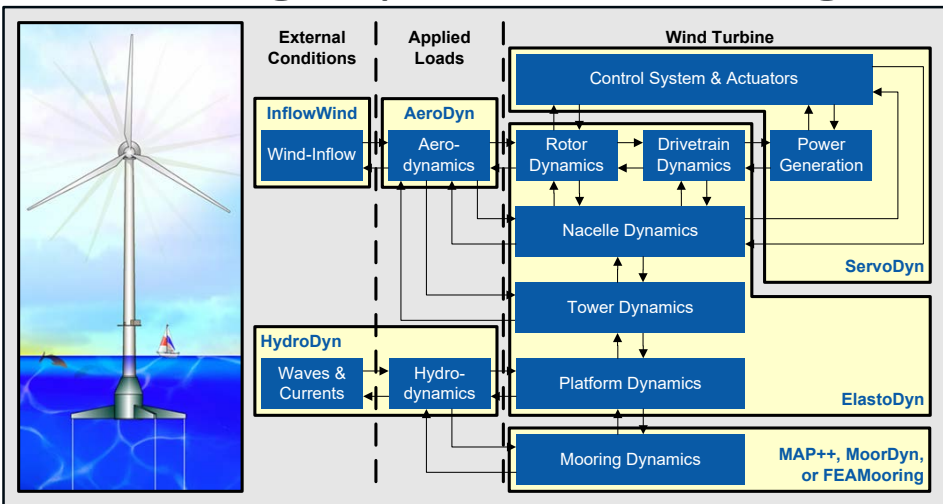 External
Conditions
Applied
Loads
Wind Turbine
Control System & Actuators
InflowWind
AeroDyn
Wind-Inflow
Aero-
dynamics
Rotor
Dynamics
Drivetrain
Dynamics
Power
Generation
Nacelle Dynamics
ServoDyn
Tower Dynamics
HydroDyn
Waves &
Currents
Hydro-
dynamics
Platform Dynamics
ElastoDyn
Mooring Dynamics
MAP++, MoorDyn,
or FEAMooring